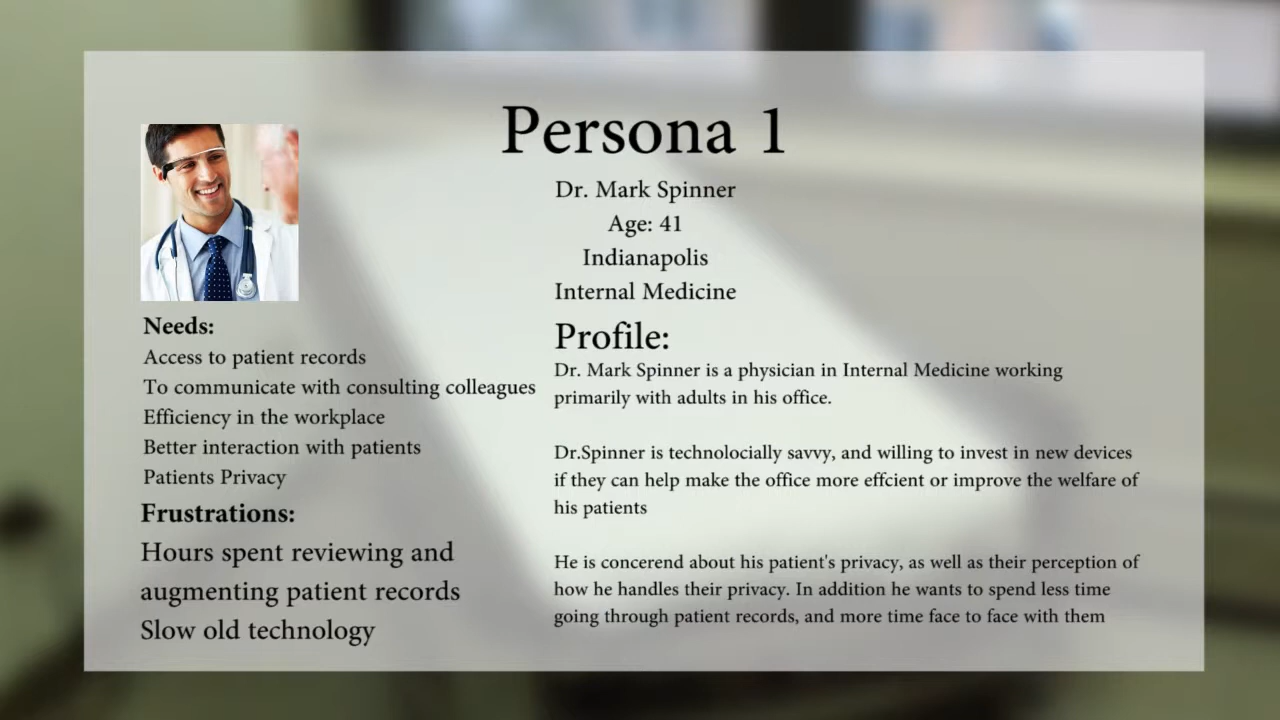 Persona 1
Dr. Mark Spinner
Age: 41
Indianapolis
Internal Medicine
Needs:
Access to patient records
To communicate with consulting colleagues
Efficiency in the workplace
Better interaction with patients
Patients Privacy
Frustrations:
Hours spent reviewing and
augmenting patient records
Slow old technology
Profile:
Dr. Mark Spinner is a physician in Internal Medicine working
primarily with adults in his office.
Dr.Spinner is technolocially savvy, and willing to invest in new devices
if they can help make the office more effcient or improve the welfare of
his patients
He is concerend about his patient's privacy, as well as their perception of
how he handles their privacy. In addition he wants to spend less time
going through patient records, and more time face to face with them